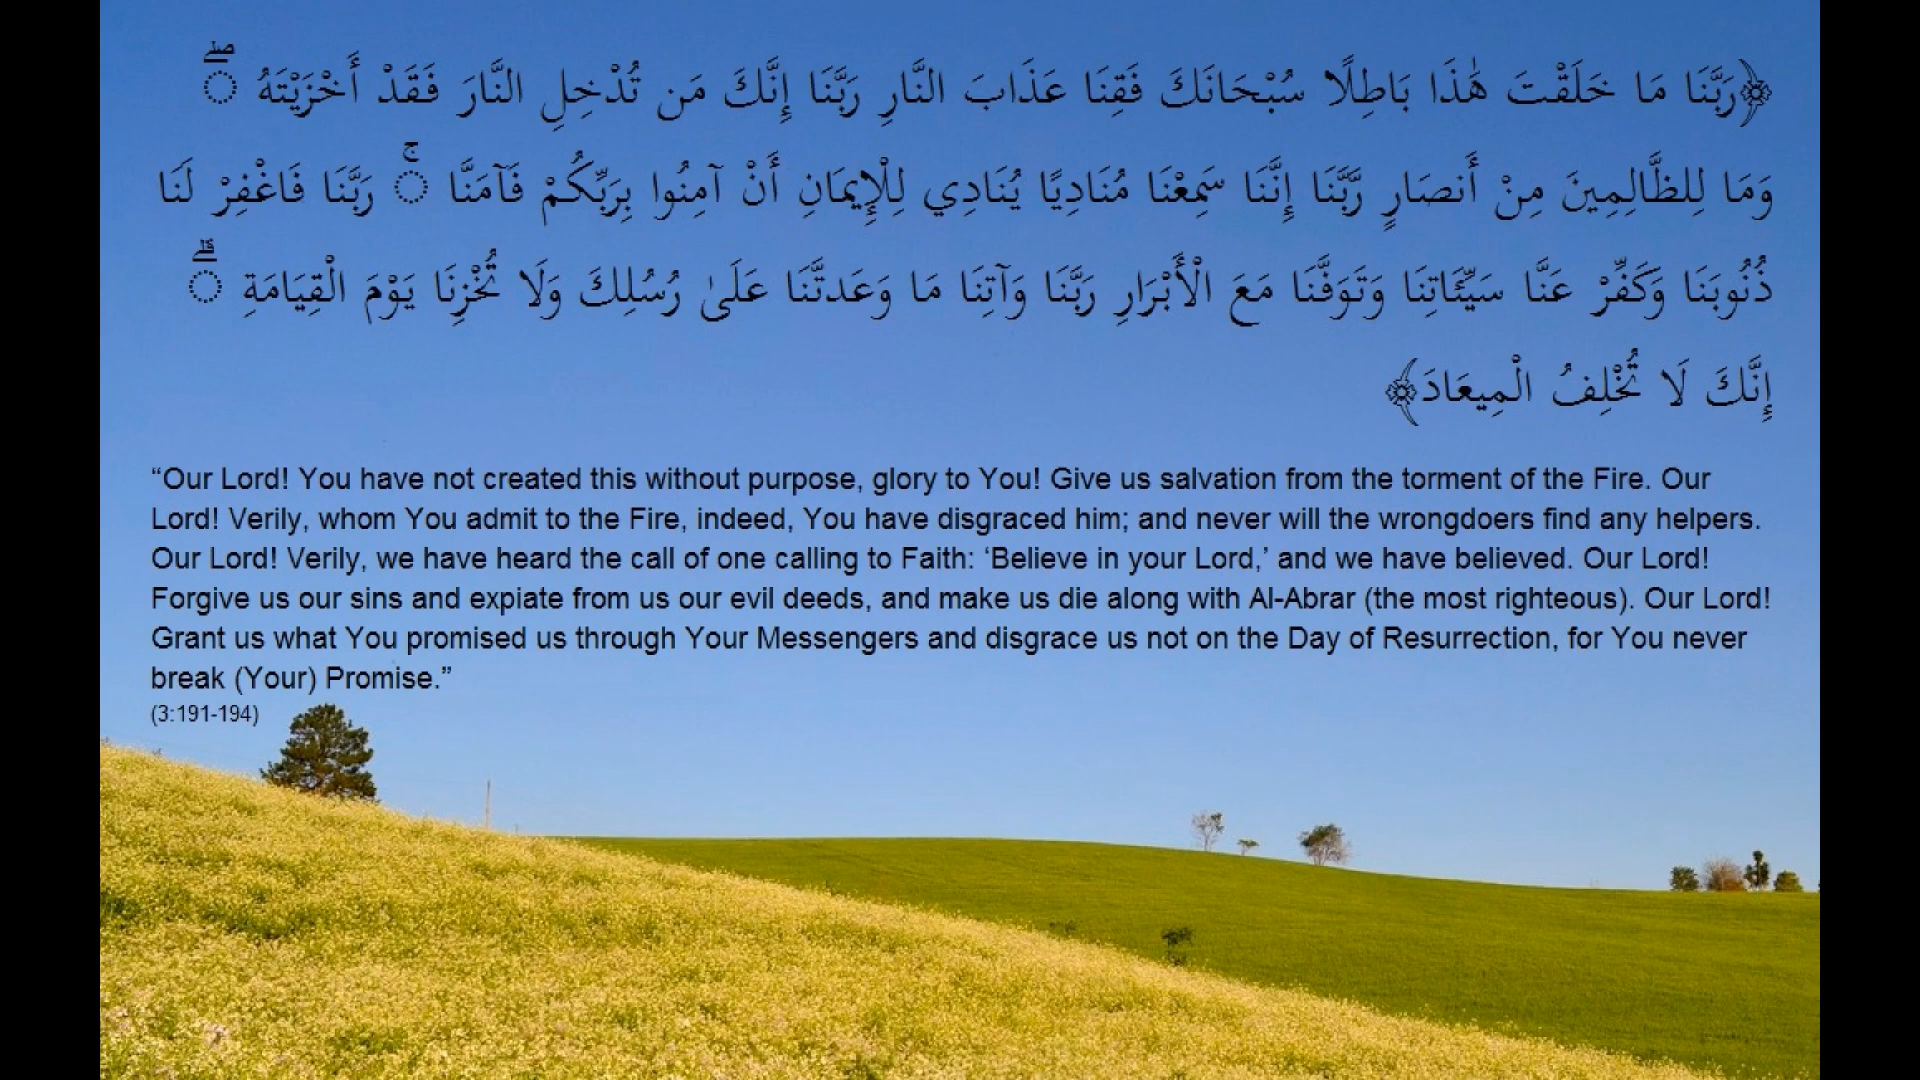 ﴿رَبَّنَا مَا خَلَقْتَ هَٰذَا بَاطِلًا سُبْحَانَكَ فَقِنَا عَذَابَ النَّارِ رَبَّنَا إِنَّكَ مَن تُدْخِلِ النَّارَ فَقَدْ أَخْزَيْتَهُ ۖ
وَمَا لِلظَّالِمِينَ مِنْ أَنصَارٍ رَّبَّنَا إِنَّنَا سَمِعْنَا مُنَادِيًا يُنَادِي لِلْإِيمَانِ أَنْ آمِنُوا بِرَبِّكُمْ فَآمَنَّا ۚ رَبَّنَا فَاغْفِرْ لَنَا
ذُنُوبَنَا وَكَفِّرْ عَنَّا سَيِّئَاتِنَا وَتَوَفَّنَا مَعَ الْأَبْرَارِ رَبَّنَا وَآتِنَا مَا وَعَدتَّنَا عَلَىٰ رُسُلِكَ وَلَا تُخْزِنَا يَوْمَ الْقِيَامَةِ ۗ
إِنَّكَ لَا تُخْلِفُ الْمِيعَادَ﴾
“Our Lord! You have not created this without purpose, glory to You! Give us salvation from the torment of the Fire. Our
Lord! Verily, whom You admit to the Fire, indeed, You have disgraced him; and never will the wrongdoers find any helpers.
Our Lord! Verily, we have heard the call of one calling to Faith: ‘Believe in your Lord,’ and we have believed. Our Lord!
Forgive us our sins and expiate from us our evil deeds, and make us die along with Al-Abrar (the most righteous). Our Lord!
Grant us what You promised us through Your Messengers and disgrace us not on the Day of Resurrection, for You never
break (Your) Promise.”
(3:191-194)